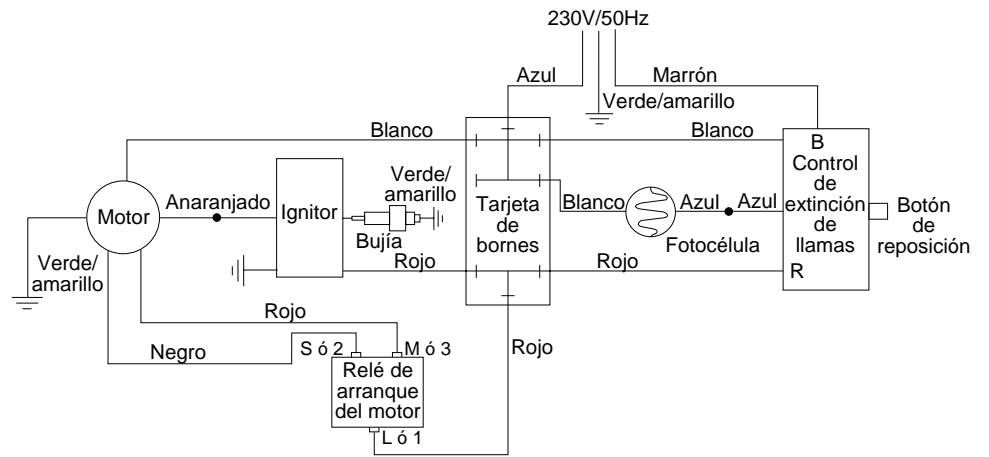 230V/50Hz
Azul
Marrón
Verde/amarillo
Blanco
Blanco
B
Control
de
extinción
de
llamas
R
Verde/
amarillo
Anaranjado
Ignitor
Motor
Bujía
Tarjeta
de
bornes
Blanco
Azul
Azul
Fotocélula
Botón
de
reposición
Verde/
amarillo
Rojo
Rojo
Rojo
Negro
S ó 2
M ó 3
Rojo
Relé de
arranque
del motor
L ó 1